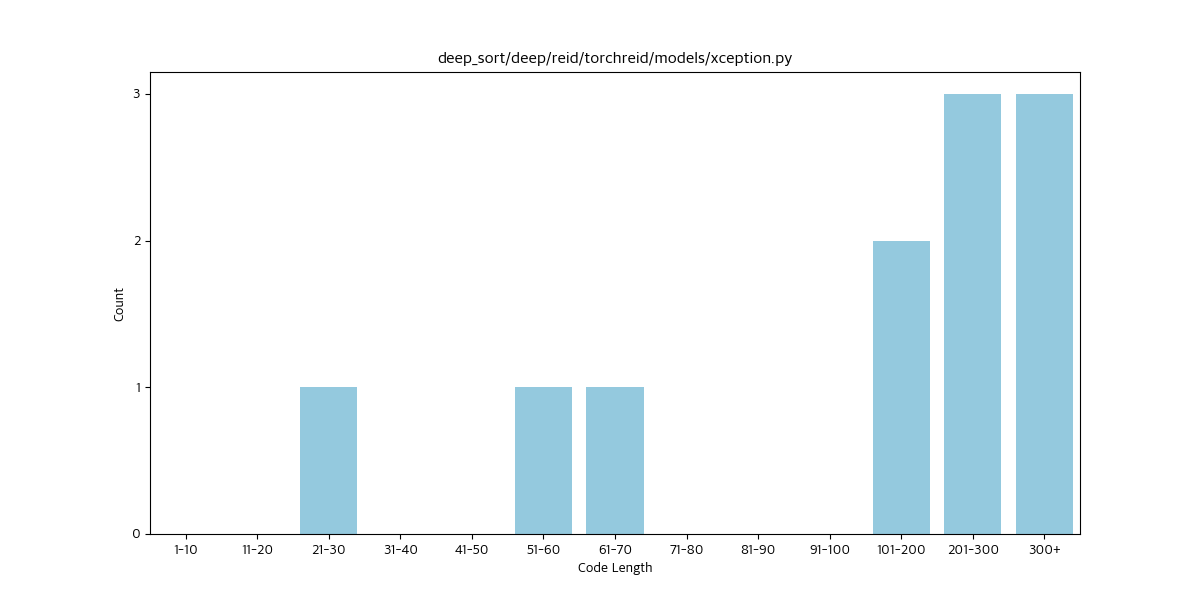 deep_sort/deep/reid/torchreid/models/xception.py
3
2
1
0
Count
1-10 11-20 21-30 31-40 41-50 51-60 61-70 71-80 81-90 91-100 101-200 201-300 300+
Code Length